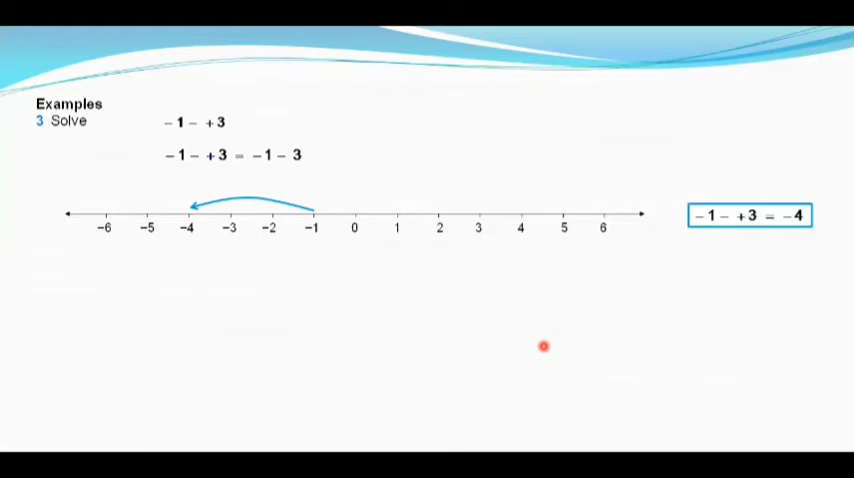 Examples
3 Solve
−1− +3
−1− +3 = −1− 3
−6 −5 −4 −3 −2 −1 0 1 2 3 4 5 6
−1− +3 = −4